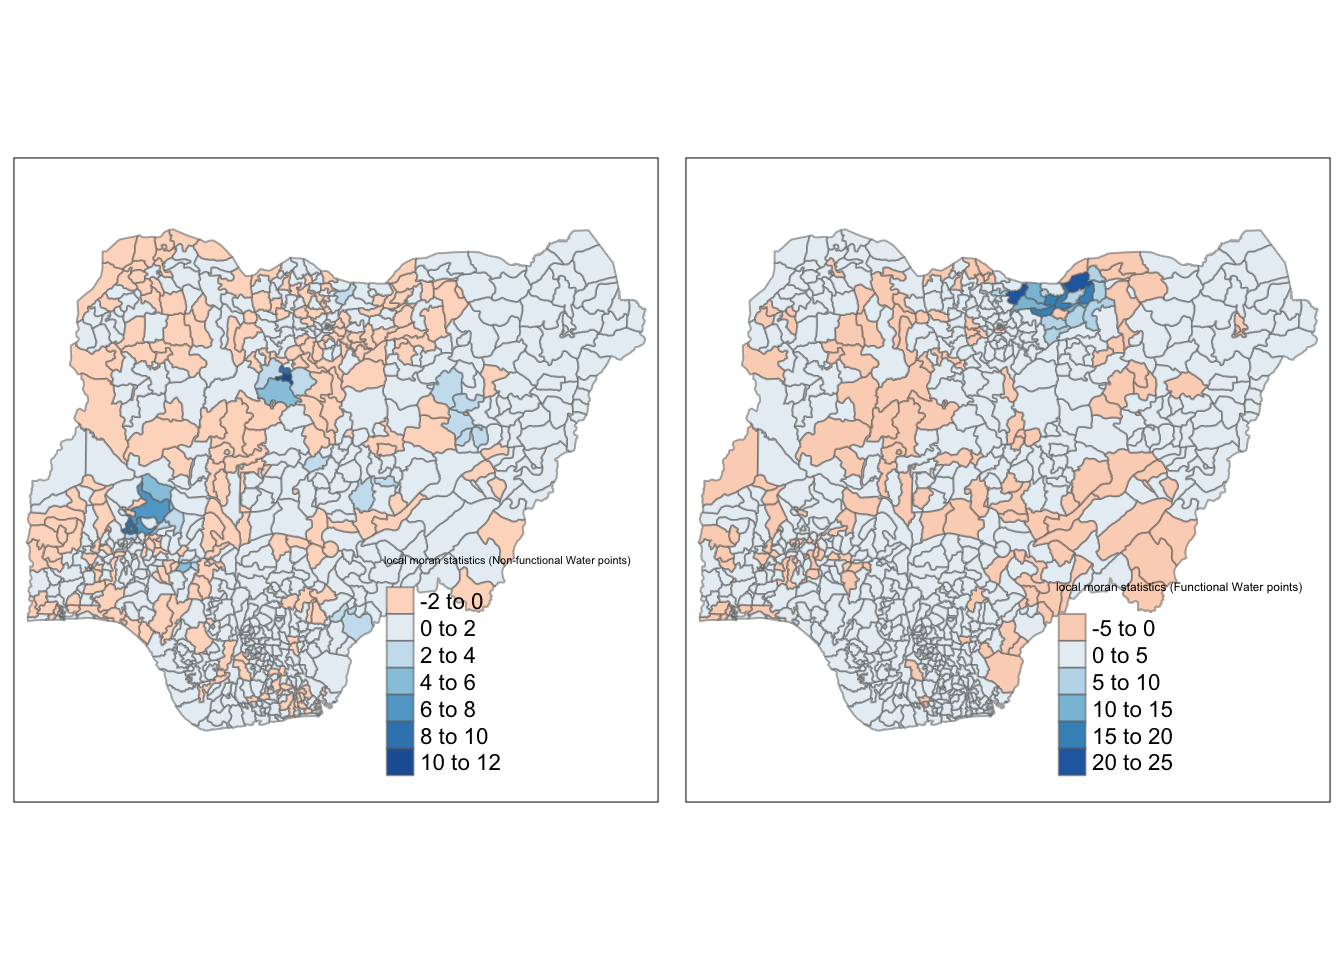 local moran statistics (Non-functional Water points)
-2 to 0
0 to 2
2 to 4
4 to 6
6 to 8
8 to 10
10 to 12
local moran statistics (Functional Water points)
-5 to 0
0 to 5
5 to 10
10 to 15
15 to 20
20 to 25